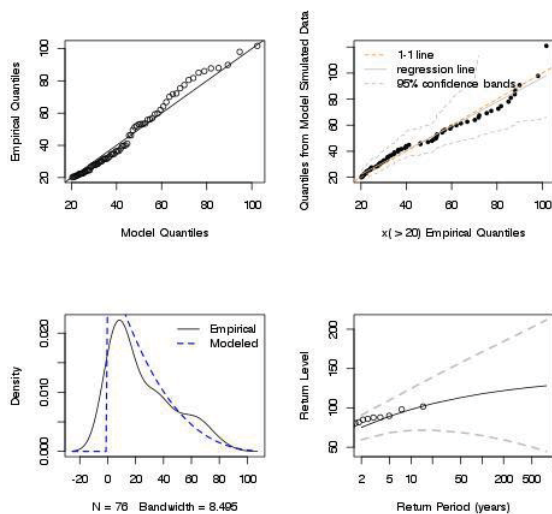 Empirical Quantiles
100
80
60
40
20
20 40 60 80 100
Model Quantiles
Quantiles from Model Simulated Data
120
100
80
60
40
20
1-1 line
regression line
95% confidence bands
20 40 60 80 100
x( > 20) Empirical Quantiles
Density
0.020
0.010
0.000
Empirical
Modeled
-20 0 20 40 60 80 100
N = 76 Bandwidth = 8.495
Return Level
200
150
100
50
2 5 10 50 200 500
Return Period (years)